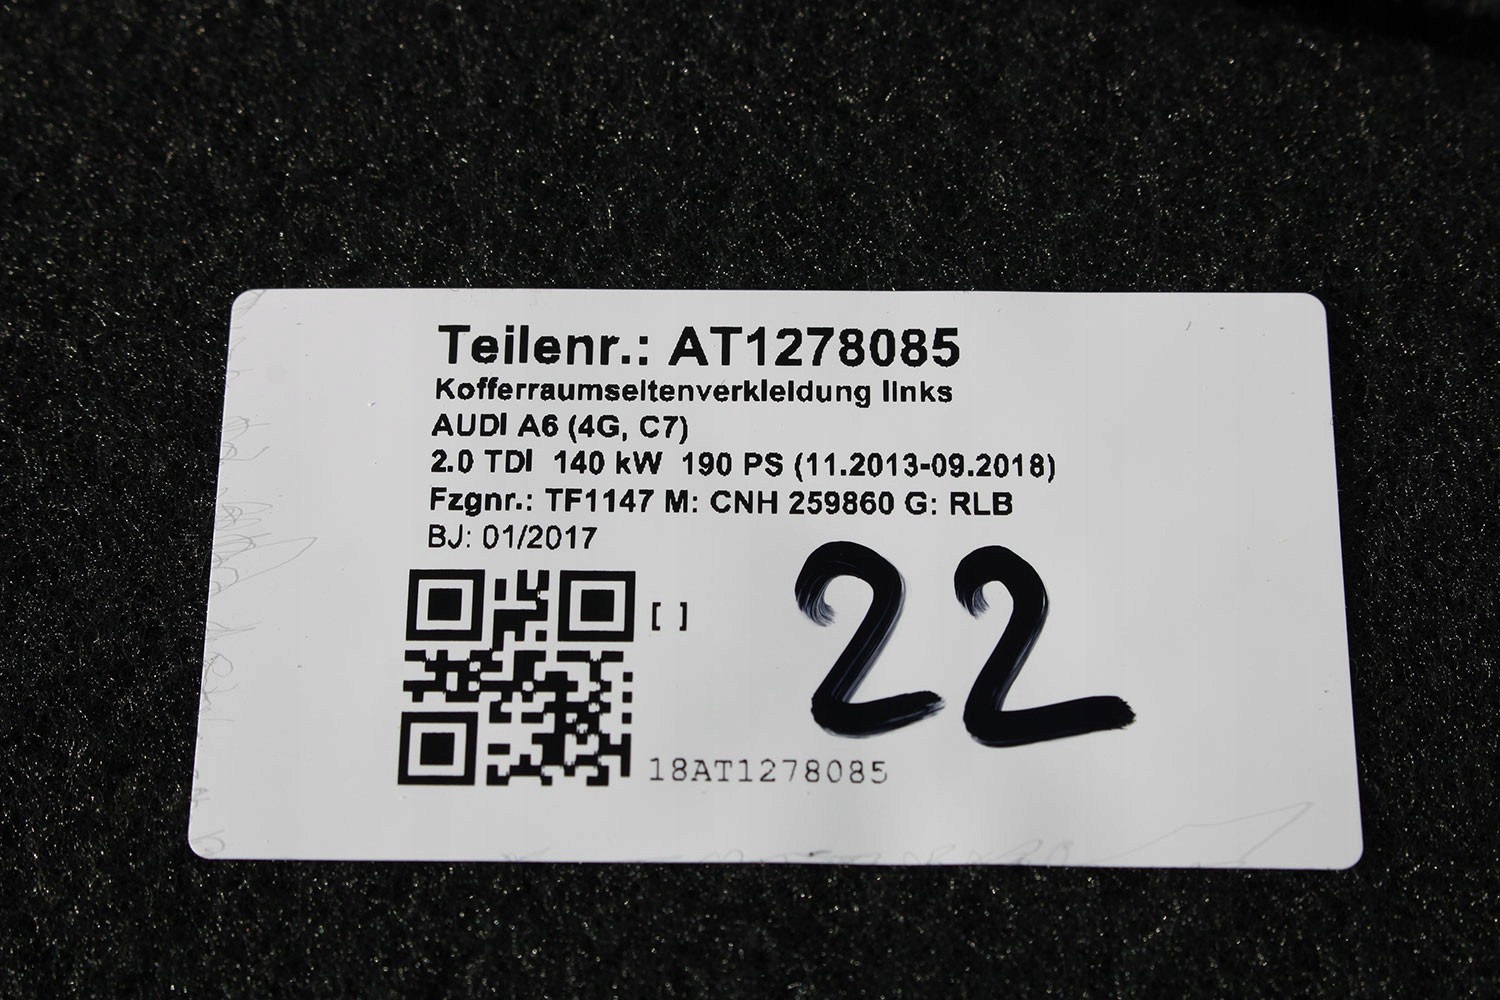 Teilenr.: AT1278085
Kofferraumseitenverkleidung links
AUDI A6 (4G, C7)
2.0 TDI 140 kW 190 PS (11.2013-09.2018)
Fzgnr.: TF1147 M: CNH 259860 G: RLB
BJ: 01/2017
[ ]
22
18AT1278085